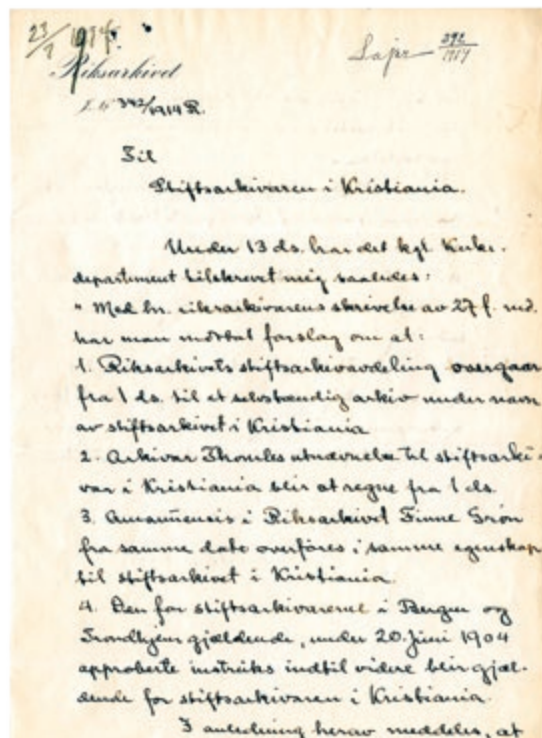 23/7 1914.
Riksarkivet
342/1914 R.
Lapr 392/1914
Til
Stiftsarkivaren i Kristiania.
Under 13 ds. har det kgl. Kirke-
departement tilskrevet mig saaledes:
" Med hr. riksarkivarens skrivelse av 27 f. md.
har man mottat forslag om at:
1. Riksarkivets stiftsarkivavdeling overgaar
fra 1 ds. til et selvstændig arkiv under navn
av stiftsarkivet i Kristiania
2. Arkivar Thomles utnævnelse til stiftsarki-
var i Kristiania blir at regne fra 1 ds.
3. Amanuensis i Riksarkivet Finne Grøn
fra samme dato overføres i samme egenskap
til stiftsarkivet i Kristiania.
4. Den for stiftsarkivarerne i Bergen og
Trondhjem gjældende, under 20. juni 1904
approberte instruks indtil videre blir gjæl-
dende for stiftsarkivaren i Kristiania.
I anledning herav meddeles, at